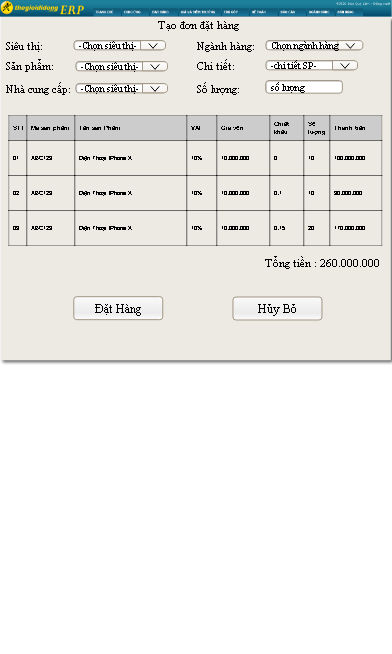 thegioididong ERP
TRANG CHỦ
Tạo đơn đặt hàng
Siêu thị: -Chọn siêu thị- Ngành hàng: Chọn ngành hàng
Sản phẩm: -Chọn siêu thị- Chi tiết: -chi tiết SP-
Nhà cung cấp: -Chọn siêu thị- Số lượng: số lượng
STT Mã sản phẩm Tên sản Phẩm VAT Giá vốn Chiết khấu Số lượng Thành tiền
01 ABC123 Điện Thoại IPhone X 10% 10.000.000 0 10 100.000.000
02 ABC123 Điện Thoại IPhone X 10% 10.000.000 0.1 10 90.000.000
03 ABC123 Điện Thoại IPhone X 10% 10.000.000 0.15 20 170.000.000
Tổng tiền : 260.000.000
Đặt Hàng Hủy Bỏ